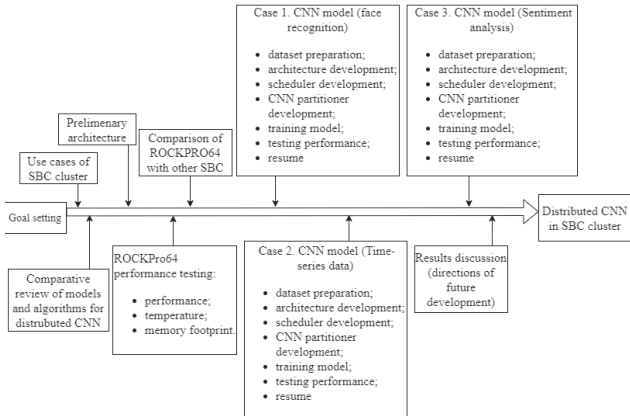 Case 1. CNN model (face
recognition)
• dataset preparation;
• architecture development;
• scheduler development;
• CNN partitioner
development;
• training model;
• testing performance;
• resume
Case 3. CNN model (Sentiment
analysis)
• dataset preparation;
• architecture development;
• scheduler development;
• CNN partitioner
development;
• training model;
• testing performance;
• resume
Prelimenary
architecture
Comparison of
ROCKPRO64
with other SBC
Use cases of
SBC cluster
Goal setting
Distributed CNN
in SBC cluster
Comparative
review of models
and algorithms for
distrubuted CNN
ROCKPro64
performance testing:
• performance;
• temperature;
• memory footprint.
Case 2. CNN model (Time-
series data)
• dataset preparation;
• architecture development;
• scheduler development;
• CNN partitioner
development;
• training model;
• testing performance;
• resume
Results discussion
(directions of
future
development)